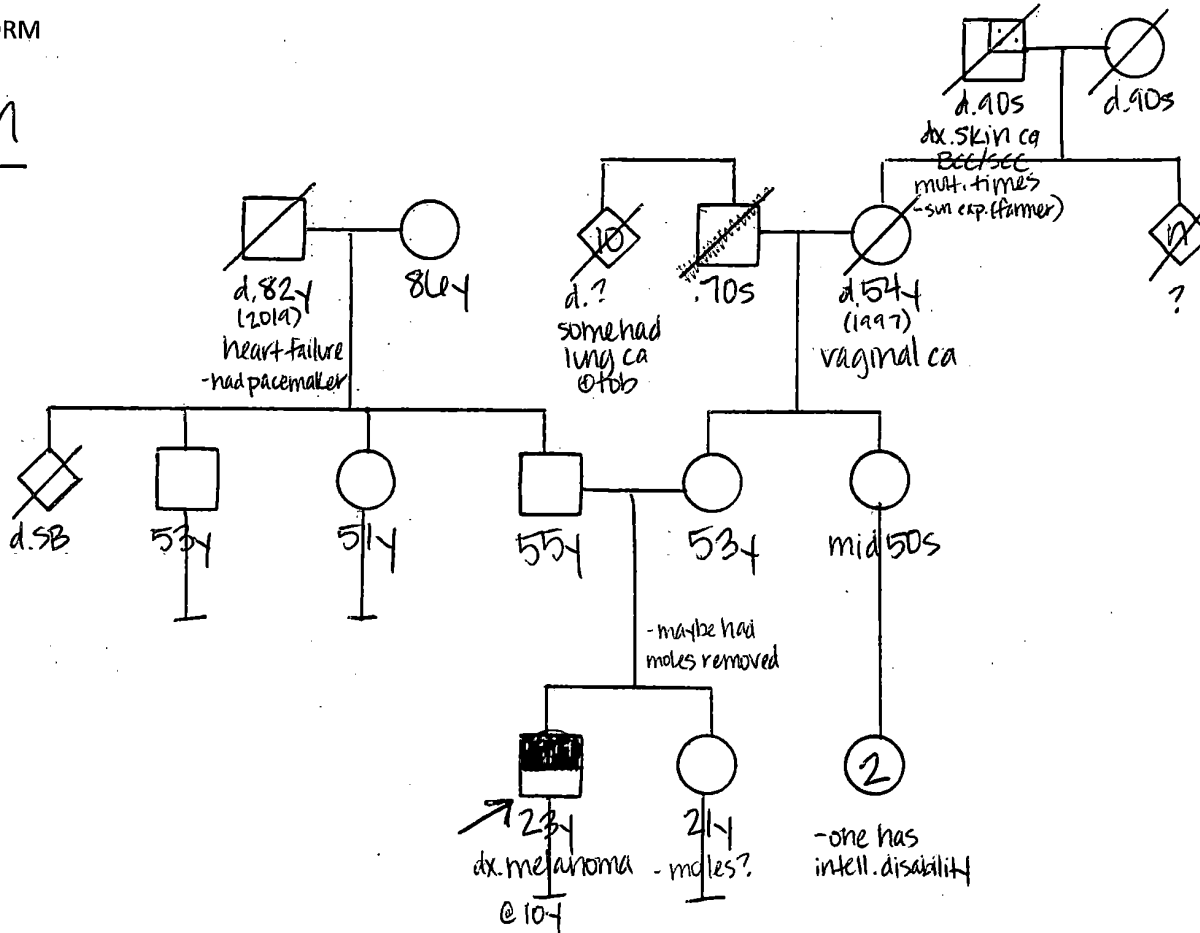 ORM
d.90s
d.90s
dx. skin ca
BCC/SCC
mult. times
- sun exp. (farmer)
10
n
d.82y
(2019)
heart failure
- had pacemaker
86y
d.?
some had
lung ca
⊕tob
.70s
d.54y
(1997)
vaginal ca
?
d.SB
53y
51y
55y
53y
mid 50s
- maybe had
moles removed
2
23y
dx. melanoma
@ 10y
21y
- moles?
- one has
intell. disability